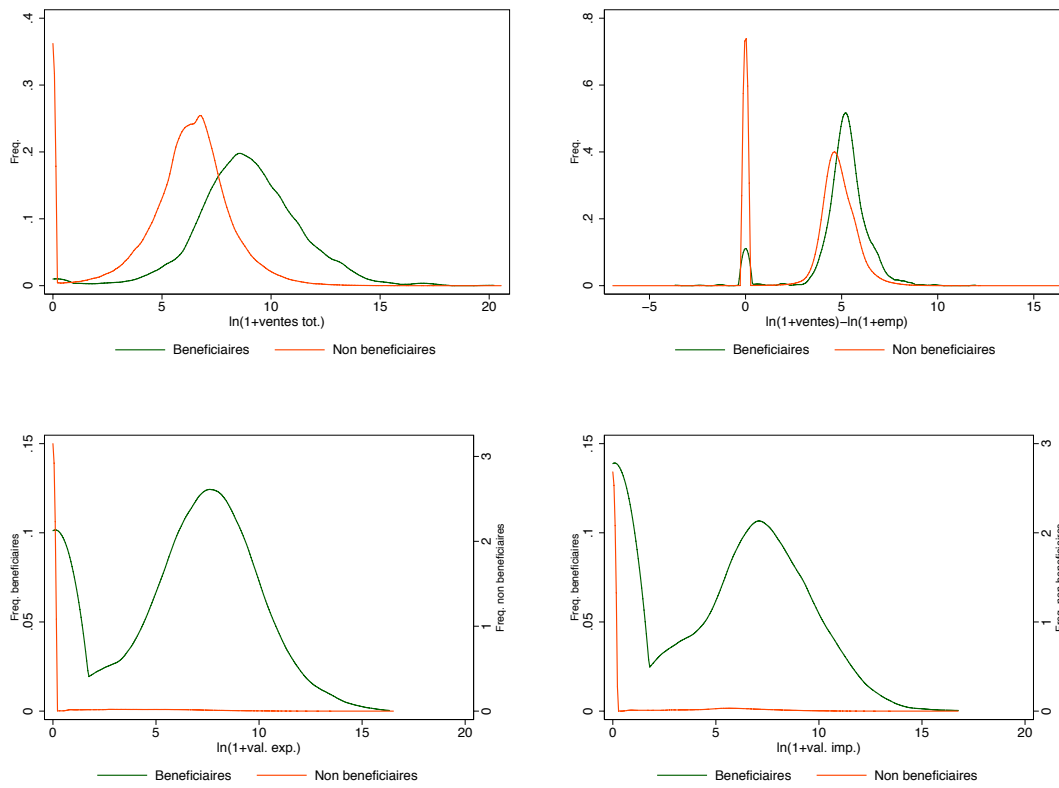 .4
.3
.2
.1
0
Freq.
0 5 10 15 20
ln(1+ventes tot.)
Beneficiaires Non beneficiaires
.8
.6
.4
.2
0
Freq.
−5 0 5 10 15
ln(1+ventes)−ln(1+emp)
Beneficiaires Non beneficiaires
.15
.1
.05
0
Freq. beneficiaires
3
2
1
0
Freq. non beneficiaires
0 5 10 15 20
ln(1+val. exp.)
Beneficiaires Non beneficiaires
.15
.1
.05
0
Freq. beneficiaires
3
2
1
0
Freq. non beneficiaires
0 5 10 15 20
ln(1+val. imp.)
Beneficiaires Non beneficiaires